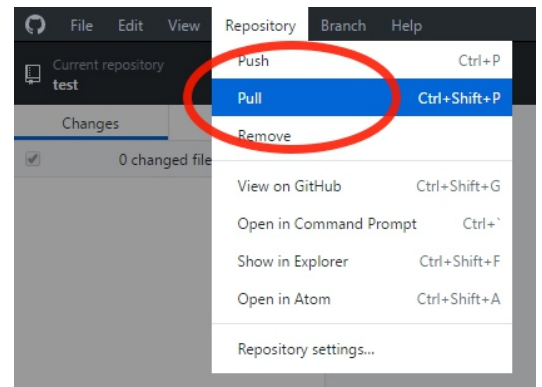 File Edit View Repository Branch Help
Current repository
test
Changes
0 changed file
Push Ctrl+P
Pull Ctrl+Shift+P
Remove
View on GitHub Ctrl+Shift+G
Open in Command Prompt Ctrl+`
Show in Explorer Ctrl+Shift+F
Open in Atom Ctrl+Shift+A
Repository settings...